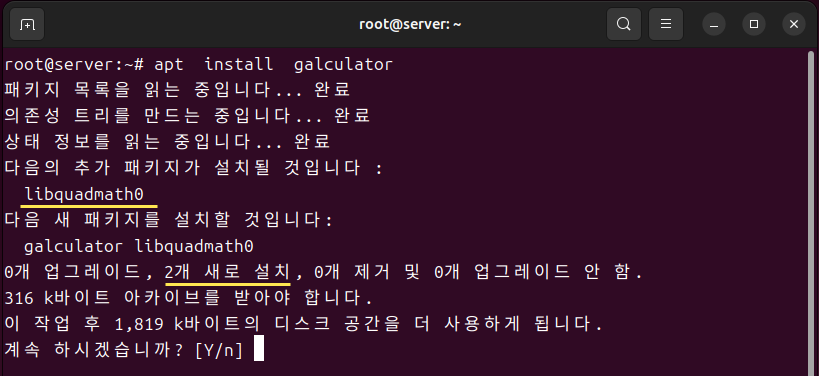 root@server: ~
root@server:~# apt  install  galculator
패키지 목록을 읽는 중입니다... 완료
의존성 트리를 만드는 중입니다... 완료
상태 정보를 읽는 중입니다... 완료
다음의 추가 패키지가 설치될 것입니다 :
  libquadmath0
다음 새 패키지를 설치할 것입니다:
  galculator libquadmath0
0개 업그레이드, 2개 새로 설치, 0개 제거 및 0개 업그레이드 안 함.
316 k바이트 아카이브를 받아야 합니다.
이 작업 후 1,819 k바이트의 디스크 공간을 더 사용하게 됩니다.
계속 하시겠습니까? [Y/n]